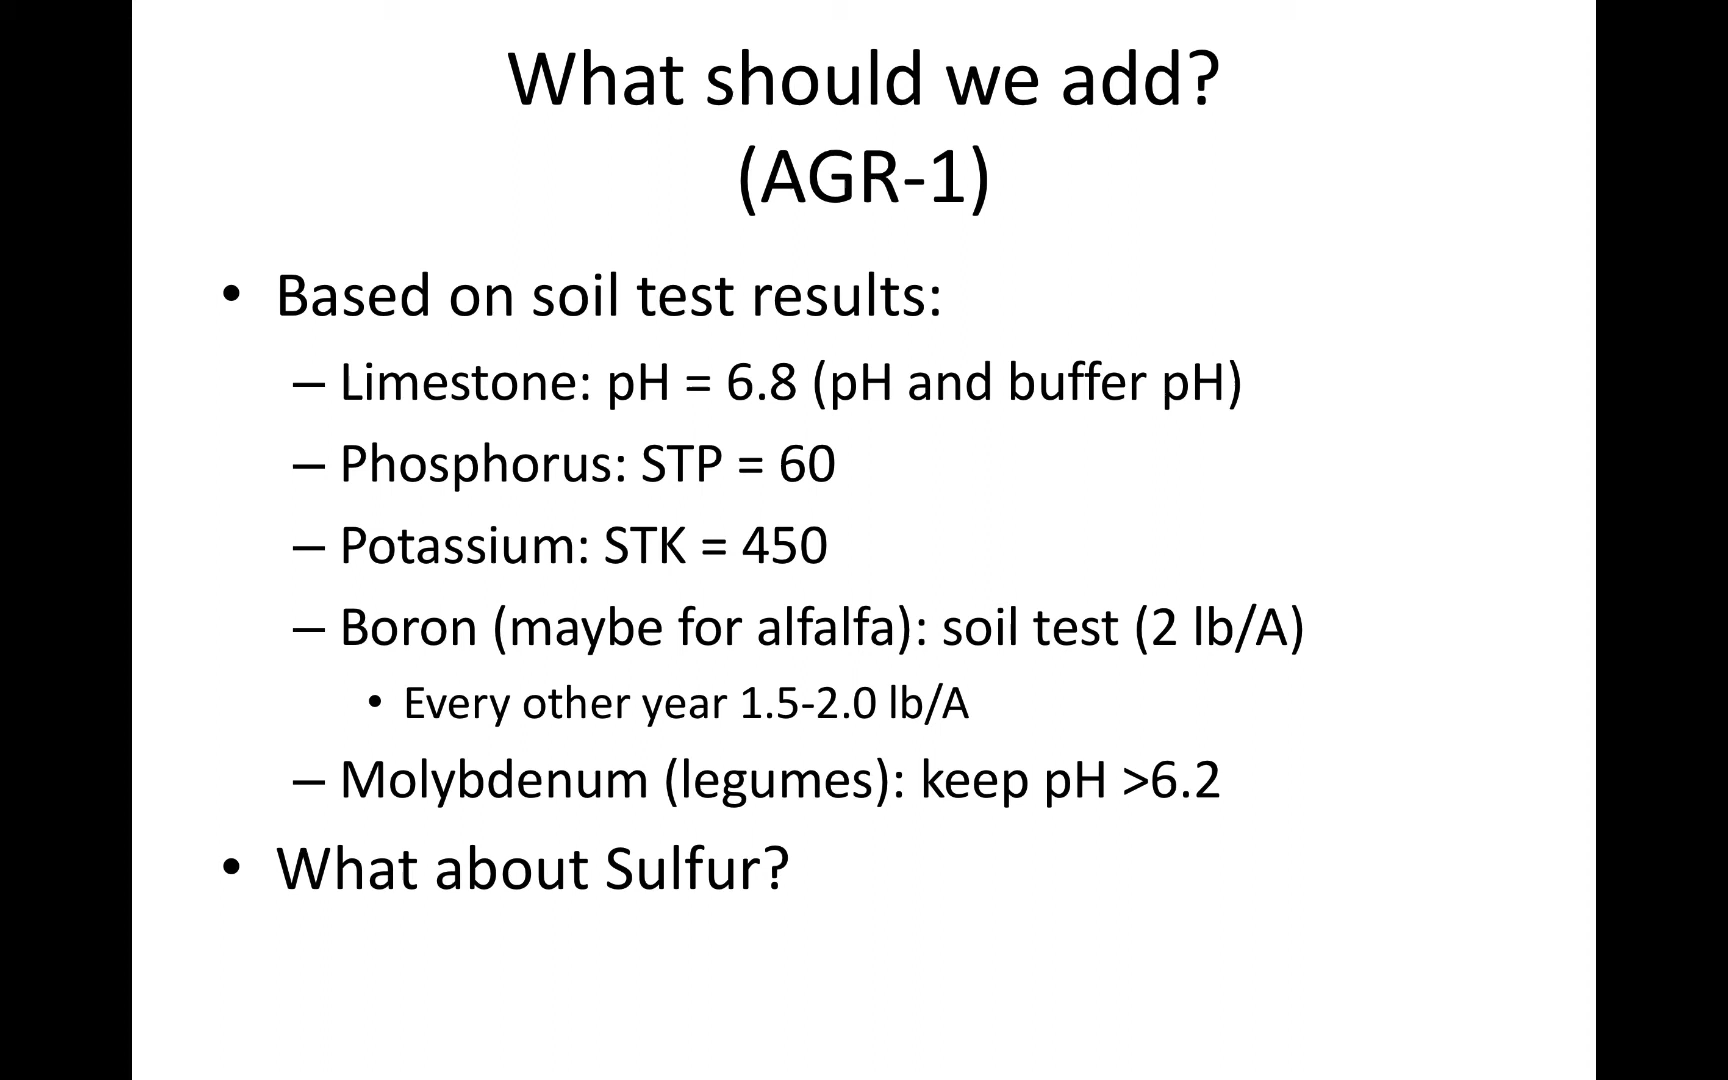 What should we add?
(AGR-1)
• Based on soil test results:
– Limestone: pH = 6.8 (pH and buffer pH)
– Phosphorus: STP = 60
– Potassium: STK = 450
– Boron (maybe for alfalfa): soil test (2 lb/A)
• Every other year 1.5-2.0 lb/A
– Molybdenum (legumes): keep pH >6.2
• What about Sulfur?